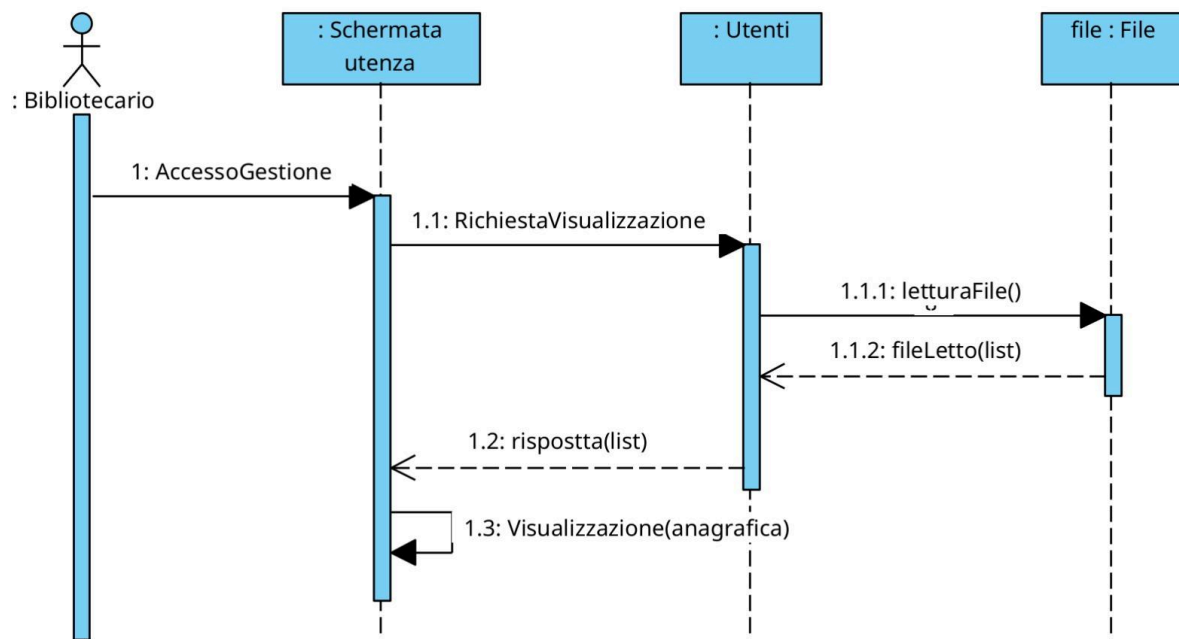 : Bibliotecario
: Schermata
utenza
: Utenti
file : File
1: AccessoGestione
1.1: RichiestaVisualizzazione
1.1.1: letturaFile()
1.1.2: fileLetto(list)
1.2: rispostta(list)
1.3: Visualizzazione(anagrafica)